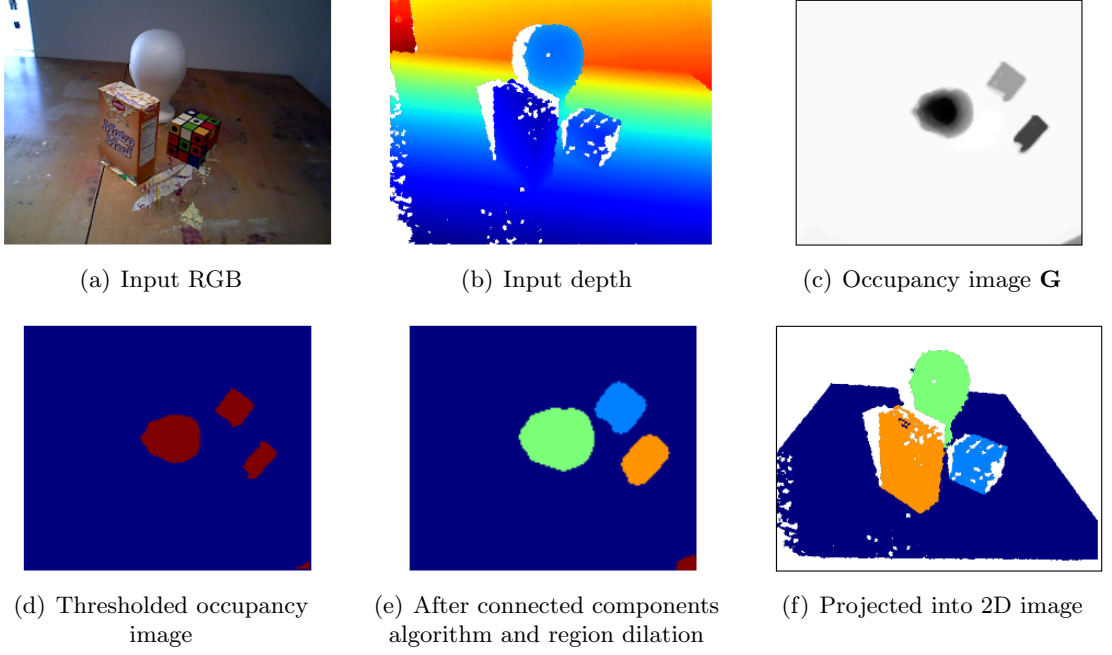 (a) Input RGB
(b) Input depth
(c) Occupancy image G
(d) Thresholded occupancy
image
(e) After connected components
algorithm and region dilation
(f) Projected into 2D image